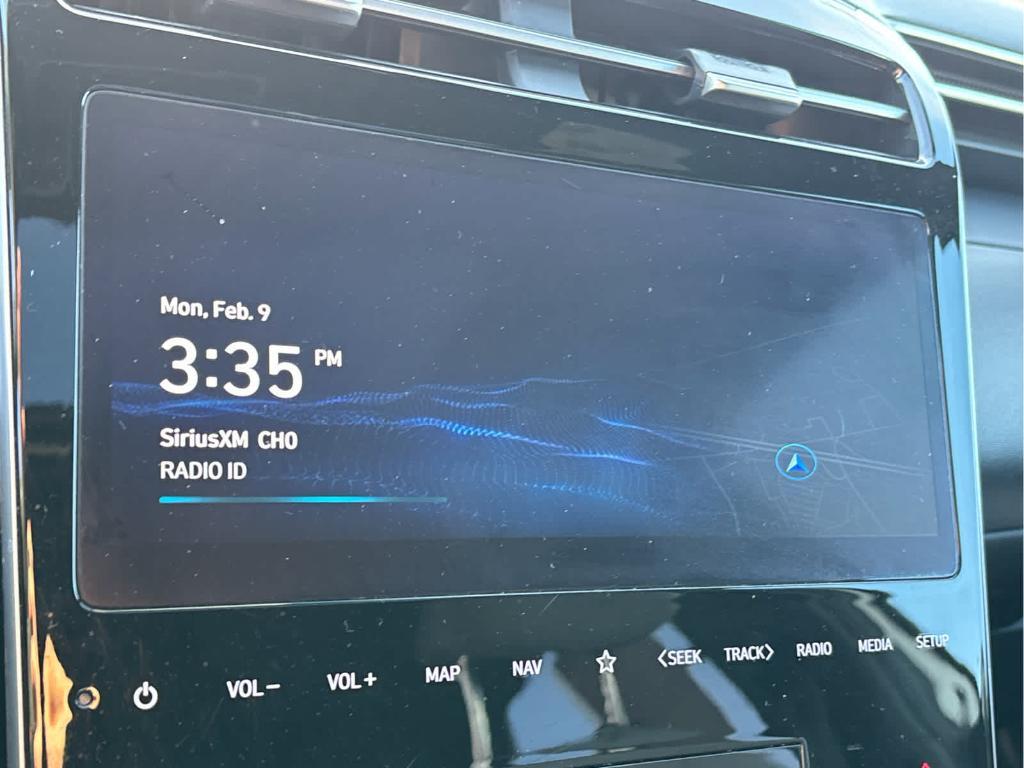 Mon, Feb. 9
3:35 PM
SiriusXM CH0
RADIO ID
VOL− VOL+ MAP NAV <SEEK TRACK> RADIO MEDIA SETUP